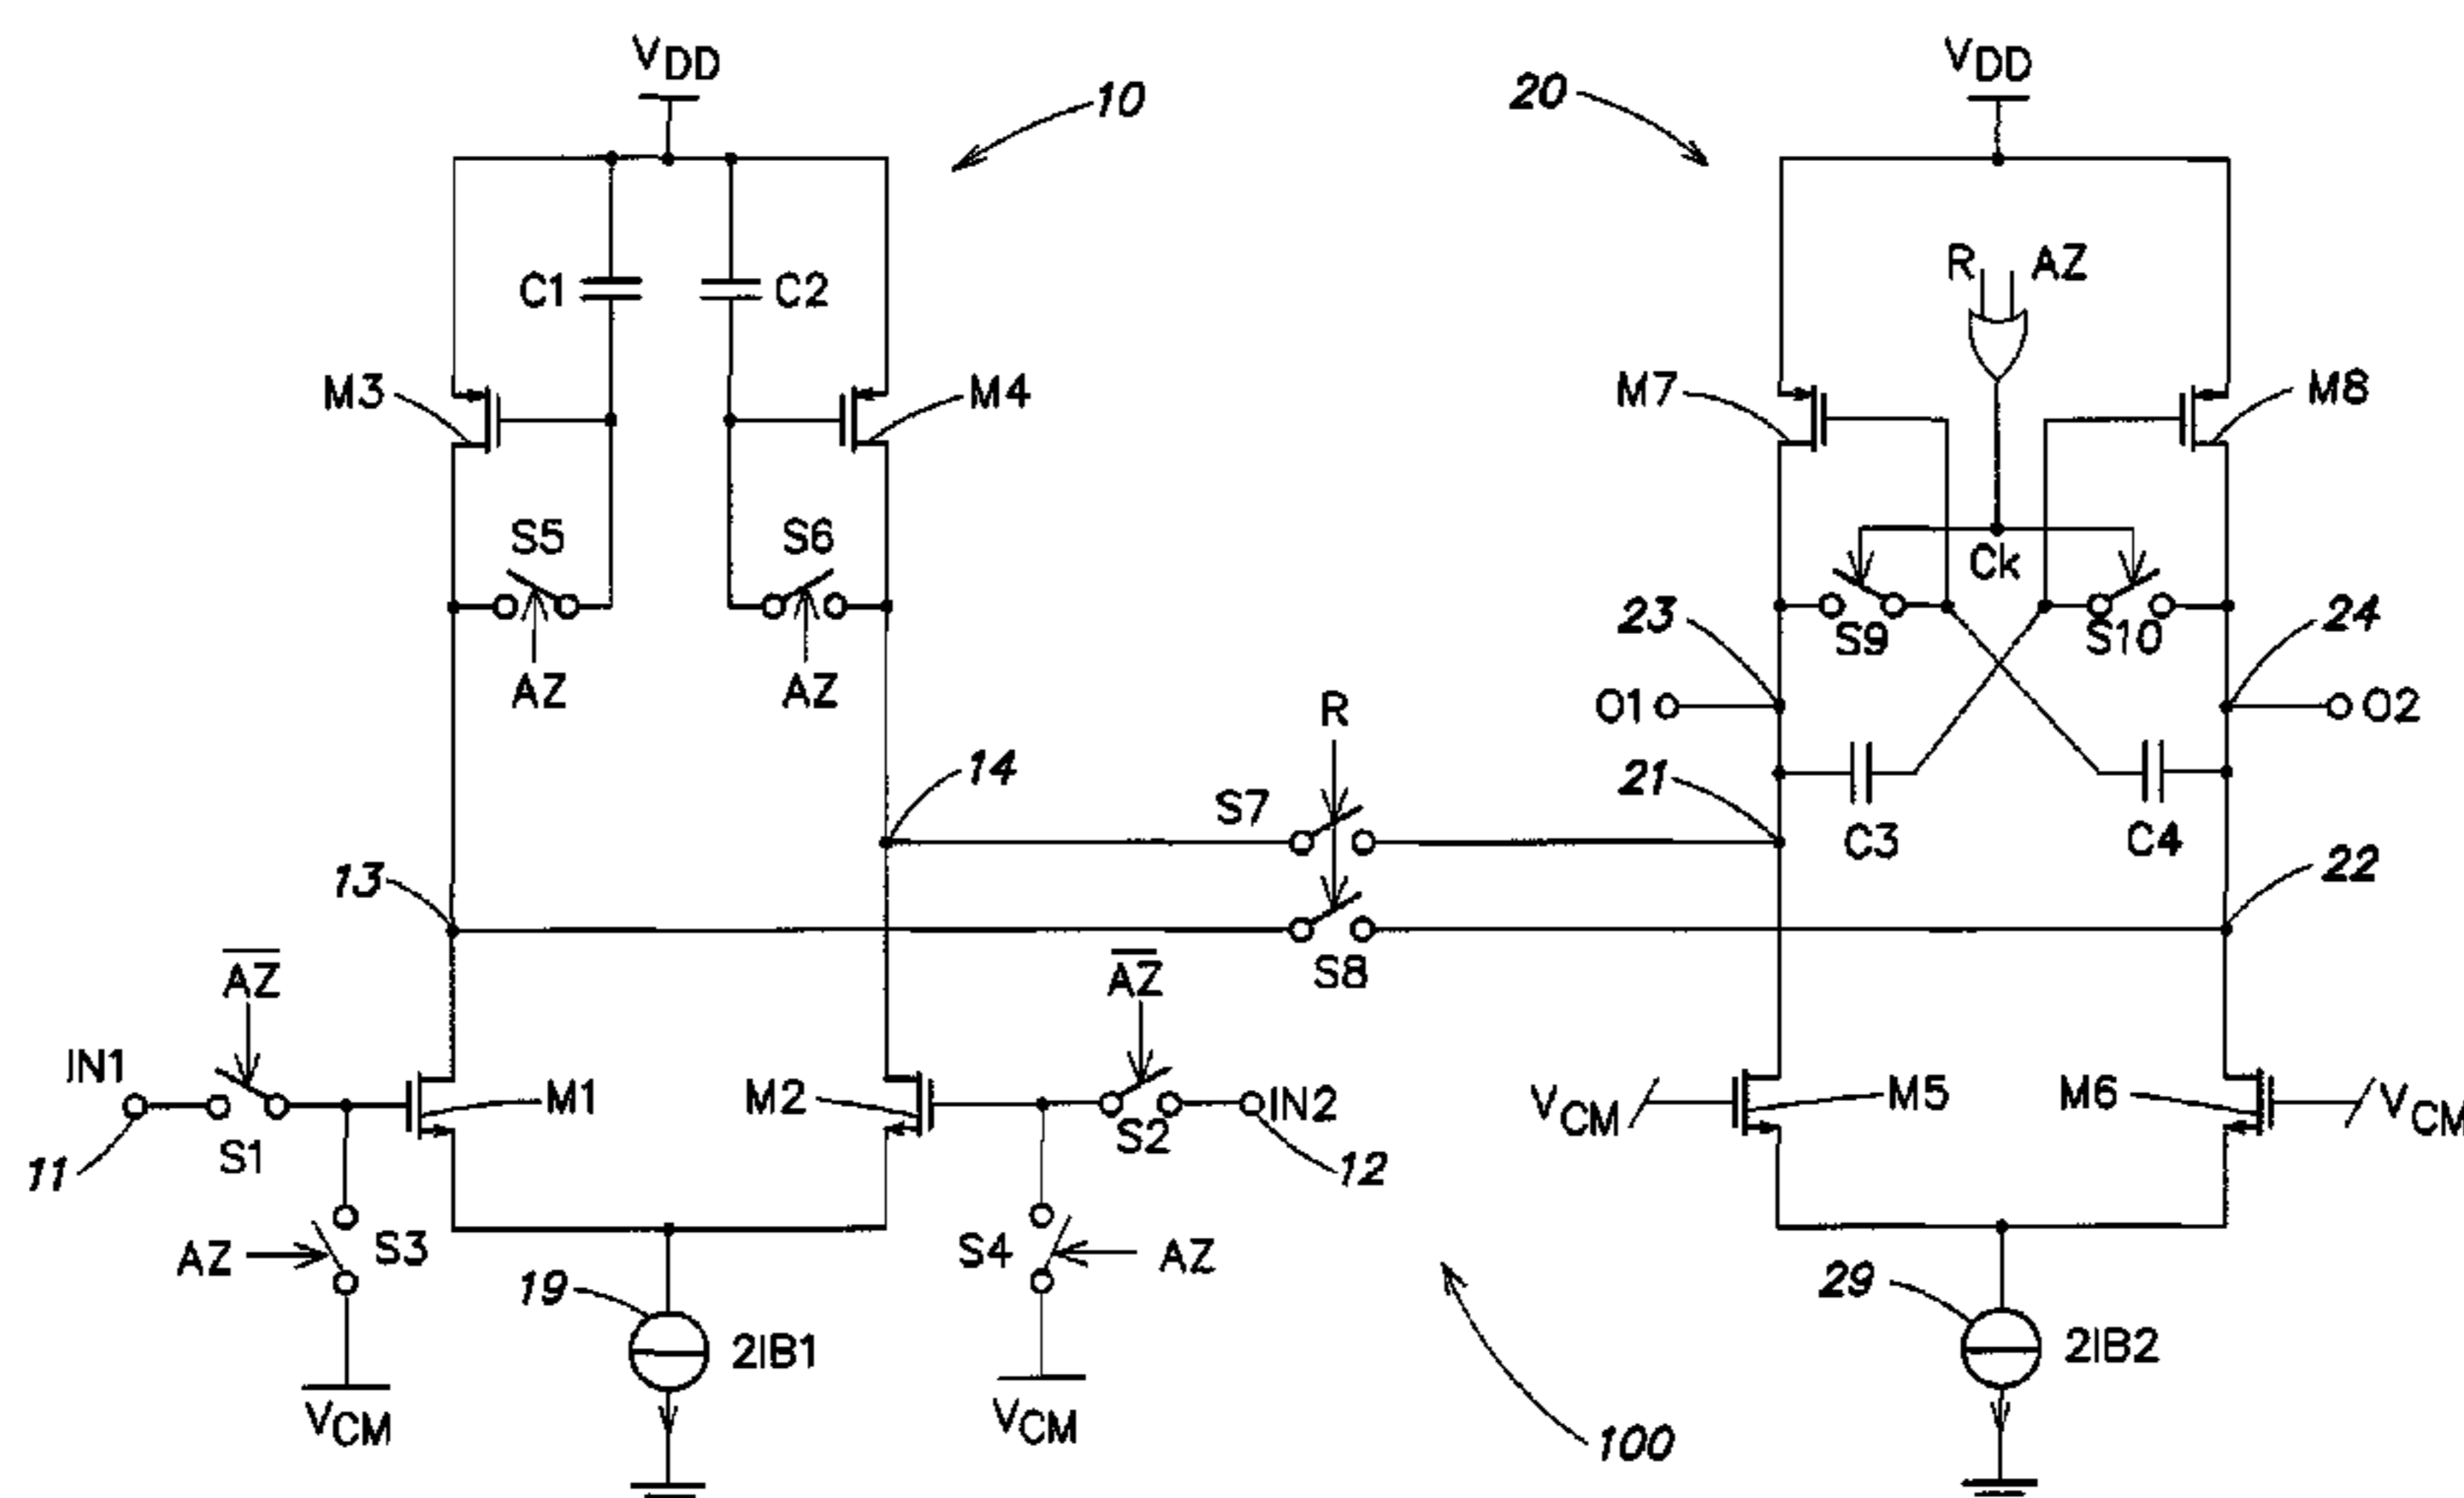 VDD
10
20
VDD
C1
C2
R
AZ
M3
M4
M7
M8
S5
S6
Ck
AZ
AZ
23
S9
S10
24
R
O1
O2
14
S7
21
C3
C4
13
22
S8
AZ
AZ
IN1
M1
M2
S2
IN2
VCM
M5
M6
VCM
11
S1
12
AZ
S3
S4
AZ
19
2IB1
29
2IB2
VCM
VCM
100